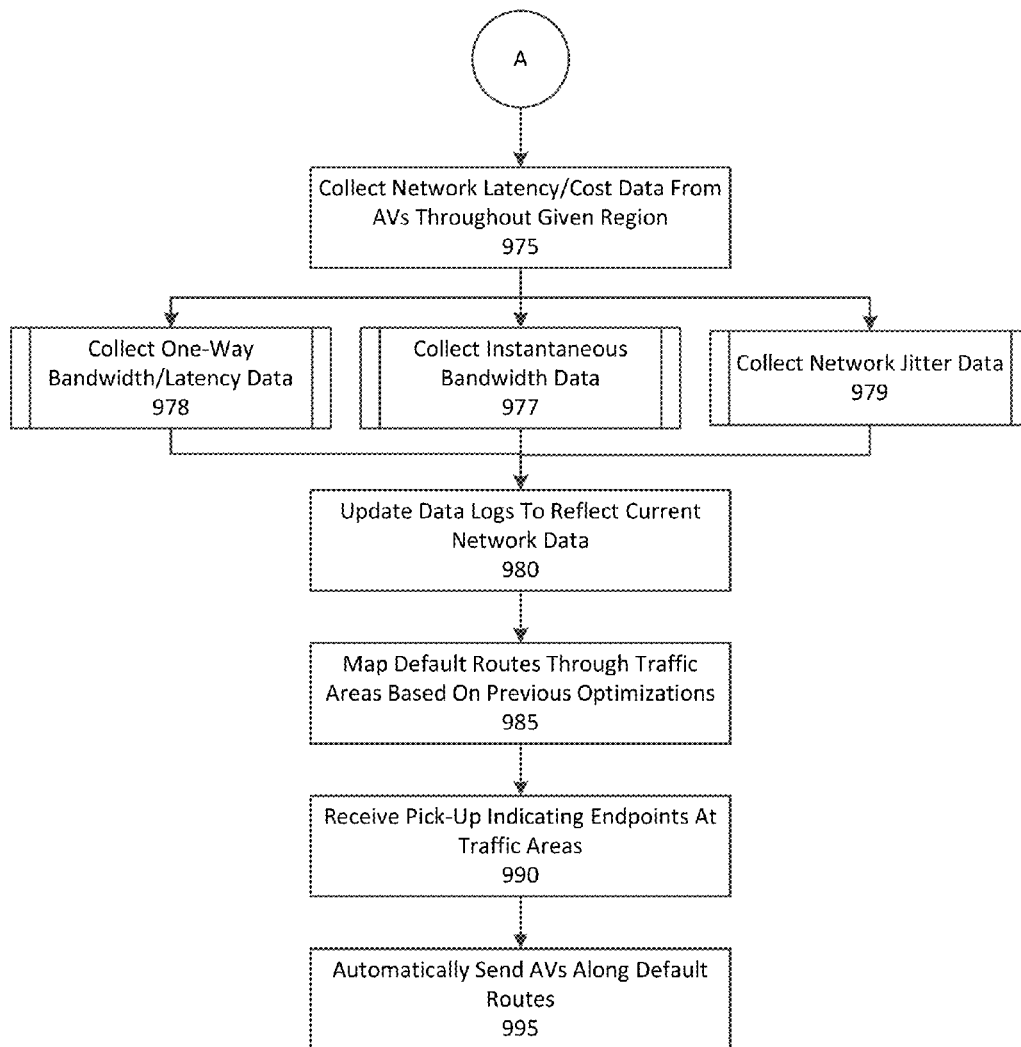 A
Collect Network Latency/Cost Data From
AVs Throughout Given Region
975
Collect One-Way
Bandwidth/Latency Data
978
Collect Instantaneous
Bandwidth Data
977
Collect Network Jitter Data
979
Update Data Logs To Reflect Current
Network Data
980
Map Default Routes Through Traffic
Areas Based On Previous Optimizations
985
Receive Pick-Up Indicating Endpoints At
Traffic Areas
990
Automatically Send AVs Along Default
Routes
995